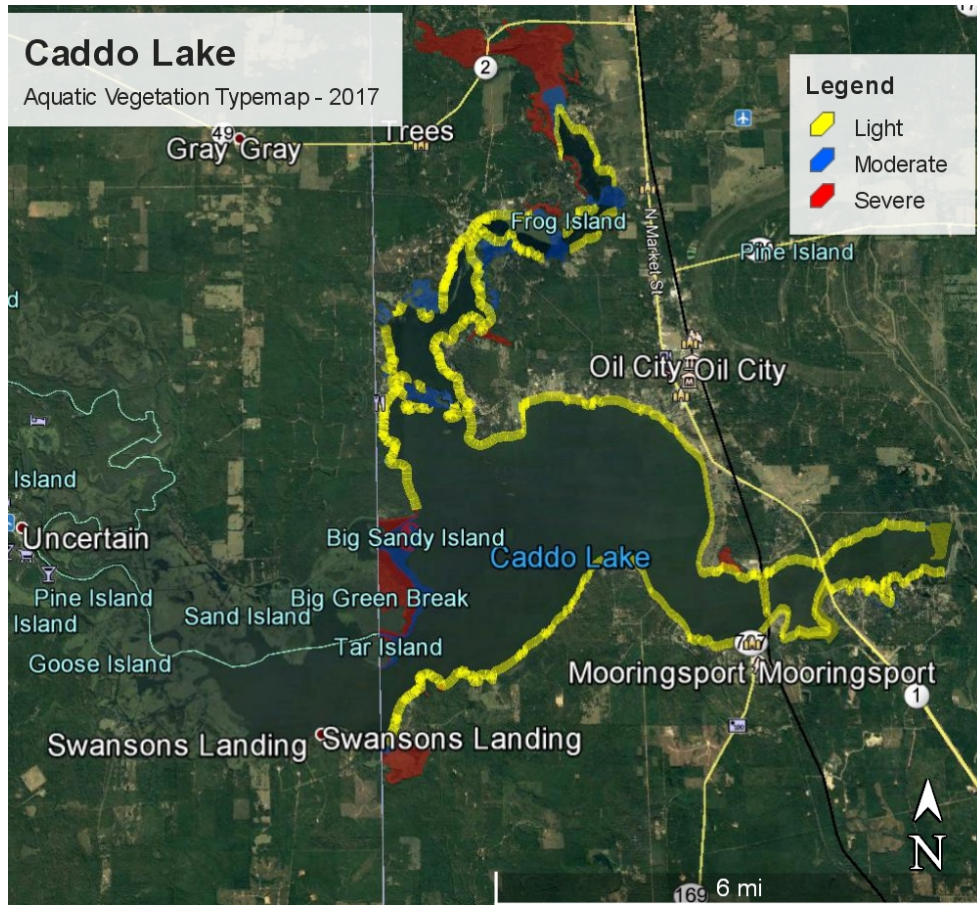 Caddo Lake
Aquatic Vegetation Typemap - 2017
Legend
Light
Moderate
Severe
2
49
Gray Gray
Trees
Frog Island
N Market St
Pine Island
Oil City Oil City
Island
Uncertain
Big Sandy Island
Caddo Lake
Pine Island
Big Green Break
Island
Sand Island
Tar Island
Goose Island
Mooringsport Mooringsport
1
Swansons Landing Swansons Landing
N
6 mi
169